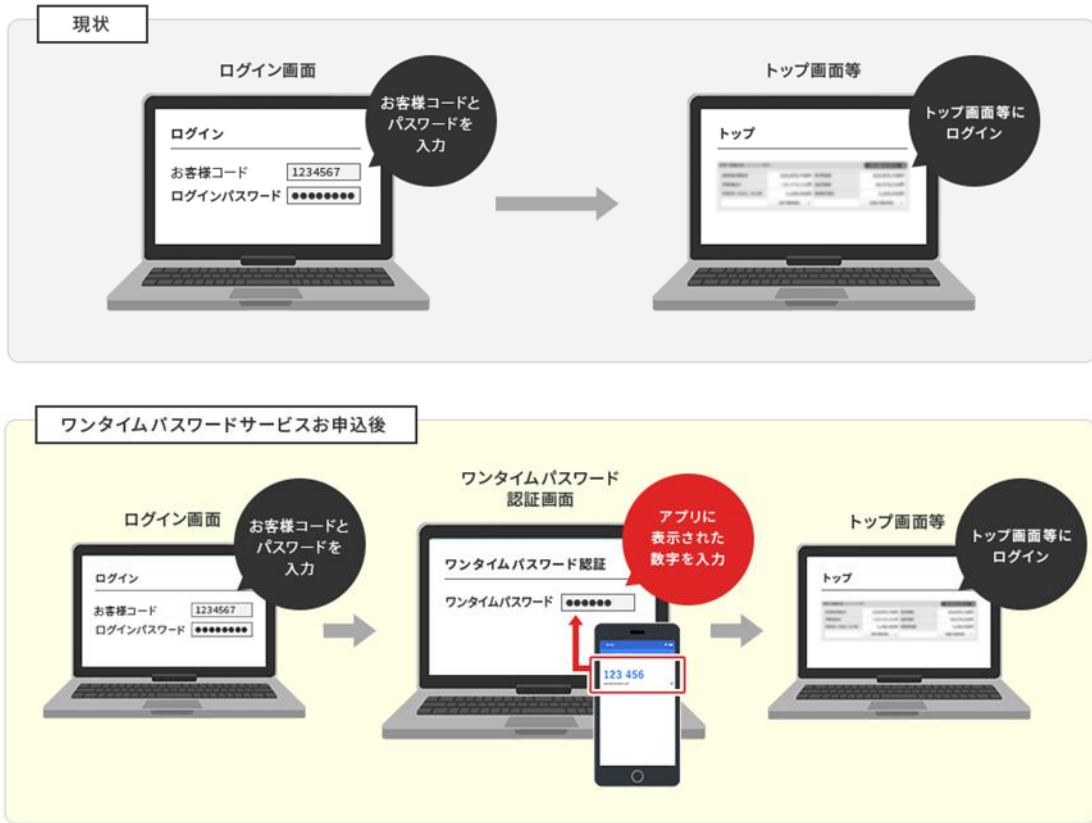 現状
ログイン画面
お客様コードと
パスワードを
入力
ログイン
お客様コード 1234567
ログインパスワード ●●●●●●●●
トップ画面等
トップ画面等に
ログイン
トップ
ワンタイムパスワードサービスお申込後
ログイン画面
お客様コードと
パスワードを
入力
ログイン
お客様コード 1234567
ログインパスワード ●●●●●●●●
ワンタイムパスワード
認証画面
アプリに
表示された
数字を入力
ワンタイムパスワード認証
ワンタイムパスワード ●●●●●●
123 456
トップ画面等
トップ画面等に
ログイン
トップ